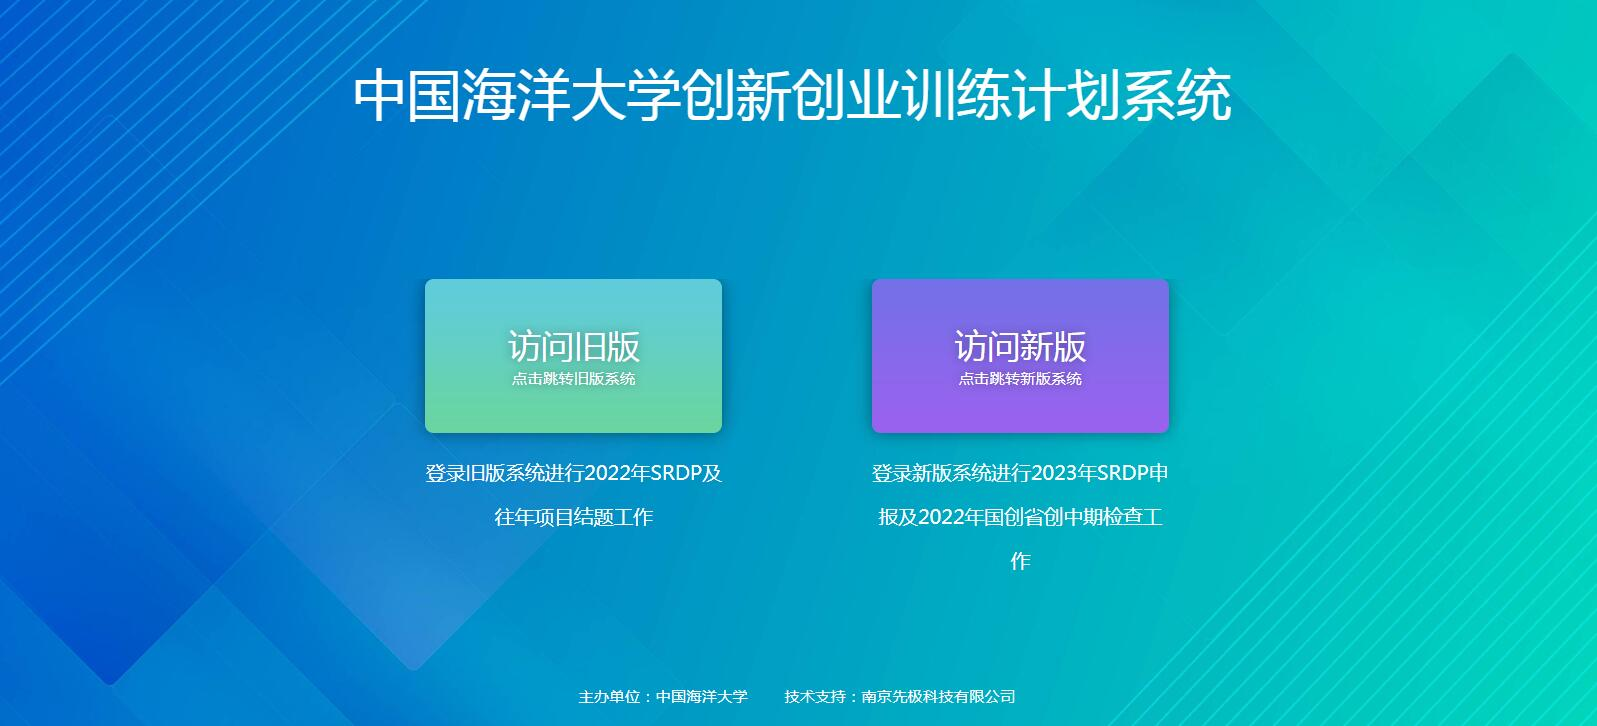 中国海洋大学创新创业训练计划系统
访问旧版
点击跳转旧版系统
登录旧版系统进行2022年SRDP及
往年项目结题工作
访问新版
点击跳转新版系统
登录新版系统进行2023年SRDP申
报及2022年国创省创中期检查工
作
主办单位：中国海洋大学 技术支持：南京先极科技有限公司